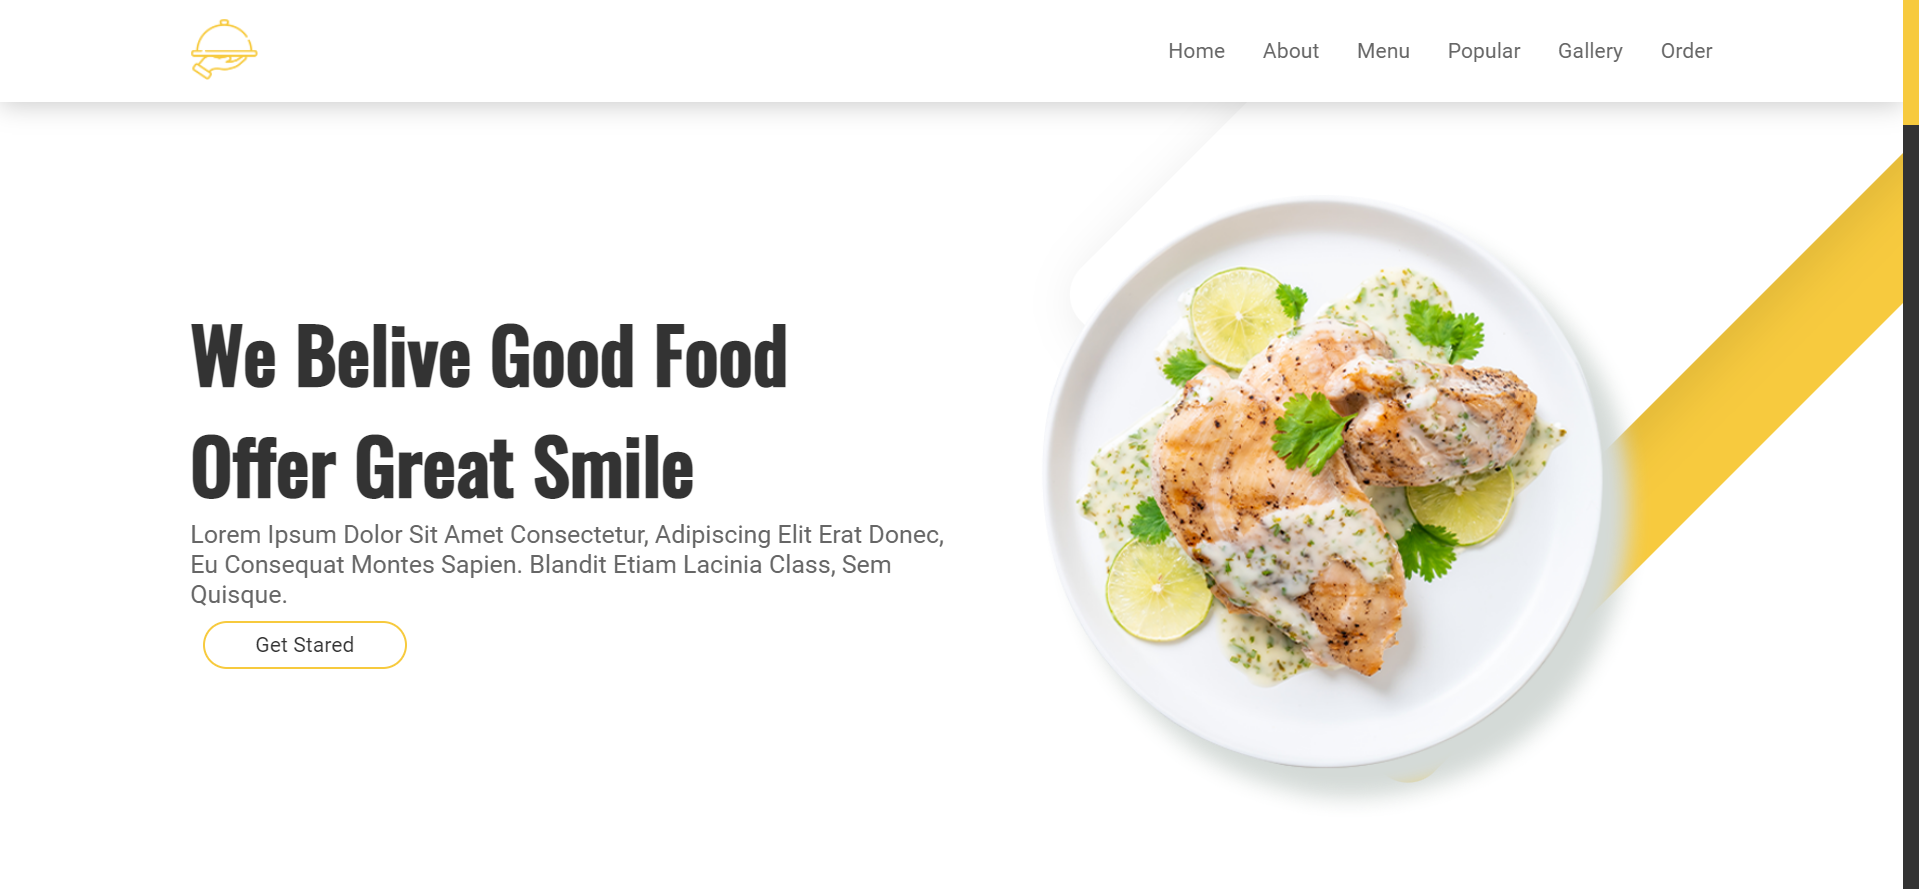 Home About Menu Popular Gallery Order
We Belive Good Food
Offer Great Smile
Lorem Ipsum Dolor Sit Amet Consectetur, Adipiscing Elit Erat Donec,
Eu Consequat Montes Sapien. Blandit Etiam Lacinia Class, Sem
Quisque.
Get Stared